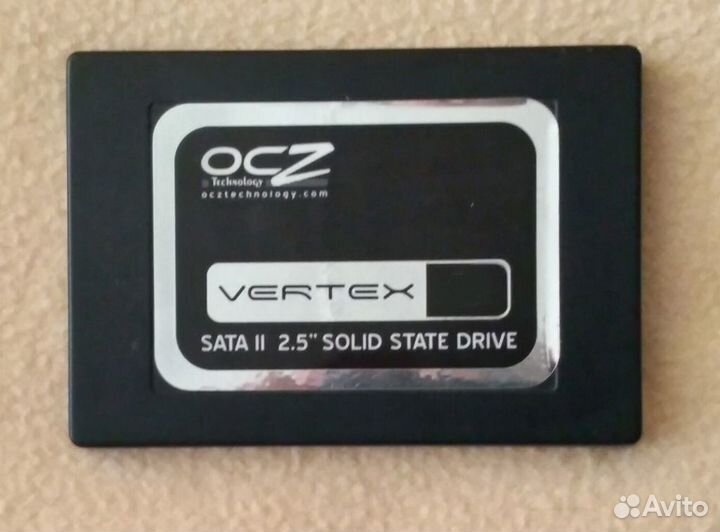 OCZ
Technology
ocztechnology.com
VERTEX
SATA II 2.5" SOLID STATE DRIVE
Avito